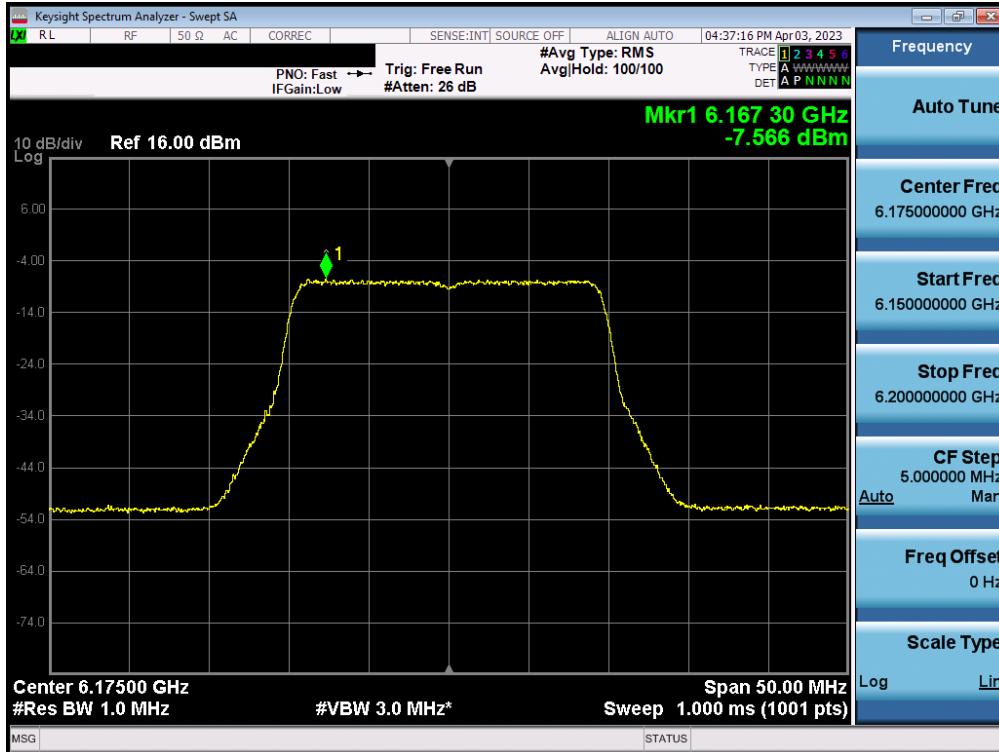 Keysight Spectrum Analyzer - Swept SA
LXI RL RF 50 Ω AC CORREC SENSE:INT SOURCE OFF ALIGN AUTO 04:37:16 PM Apr 03, 2023
PNO: Fast
IFGain:Low
Trig: Free Run
#Atten: 26 dB
#Avg Type: RMS
Avg|Hold: 100/100
TRACE 1 2 3 4 5 6
TYPE A WWWWW
DET A P N N N N
Mkr1 6.167 30 GHz
-7.566 dBm
10 dB/div Ref 16.00 dBm
Log
1
6.00
-4.00
-14.0
-24.0
-34.0
-44.0
-54.0
-64.0
-74.0
Center 6.17500 GHz Span 50.00 MHz
#Res BW 1.0 MHz #VBW 3.0 MHz* Sweep 1.000 ms (1001 pts)
MSG STATUS
Frequency
Auto Tune
Center Freq
6.175000000 GHz
Start Freq
6.150000000 GHz
Stop Freq
6.200000000 GHz
CF Step
5.000000 MHz
Auto Man
Freq Offset
0 Hz
Scale Type
Log Lin